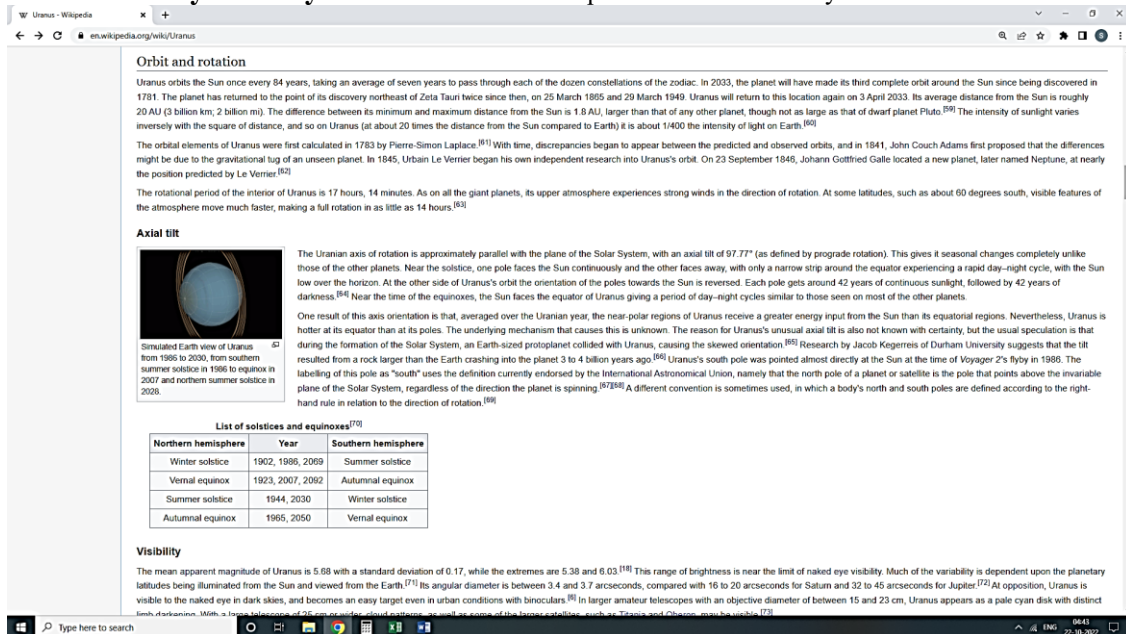 Uranus - Wikipedia
en.wikipedia.org/wiki/Uranus
Orbit and rotation
Uranus orbits the Sun once every 84 years, taking an average of seven years to pass through each of the dozen constellations of the zodiac. In 2033, the planet will have made its third complete orbit around the Sun since being discovered in
1781. The planet has returned to the point of its discovery northeast of Zeta Tauri twice since then, on 25 March 1865 and 29 March 1949. Uranus will return to this location again on 3 April 2033. Its average distance from the Sun is roughly
20 AU (3 billion km; 2 billion mi). The difference between its minimum and maximum distance from the Sun is 1.8 AU, larger than that of any other planet, though not as large as that of dwarf planet Pluto.[59] The intensity of sunlight varies
inversely with the square of distance, and so on Uranus (at about 20 times the distance from the Sun compared to Earth) it is about 1/400 the intensity of light on Earth.[60]
The orbital elements of Uranus were first calculated in 1783 by Pierre-Simon Laplace.[61] With time, discrepancies began to appear between the predicted and observed orbits, and in 1841, John Couch Adams first proposed that the differences
might be due to the gravitational tug of an unseen planet. In 1845, Urbain Le Verrier began his own independent research into Uranus's orbit. On 23 September 1846, Johann Gottfried Galle located a new planet, later named Neptune, at nearly
the position predicted by Le Verrier.[62]
The rotational period of the interior of Uranus is 17 hours, 14 minutes. As on all the giant planets, its upper atmosphere experiences strong winds in the direction of rotation. At some latitudes, such as about 60 degrees south, visible features of
the atmosphere move much faster, making a full rotation in as little as 14 hours.[63]
Axial tilt
The Uranian axis of rotation is approximately parallel with the plane of the Solar System, with an axial tilt of 97.77° (as defined by prograde rotation). This gives it seasonal changes completely unlike
those of the other planets. Near the solstice, one pole faces the Sun continuously and the other faces away, with only a narrow strip around the equator experiencing a rapid day–night cycle, with the Sun
low over the horizon. At the other side of Uranus's orbit the orientation of the poles towards the Sun is reversed. Each pole gets around 42 years of continuous sunlight, followed by 42 years of
darkness.[64] Near the time of the equinoxes, the Sun faces the equator of Uranus giving a period of day–night cycles similar to those seen on most of the other planets.
One result of this axis orientation is that, averaged over the Uranian year, the near-polar regions of Uranus receive a greater energy input from the Sun than its equatorial regions. Nevertheless, Uranus is
hotter at its equator than at its poles. The underlying mechanism that causes this is unknown. The reason for Uranus's unusual axial tilt is also not known with certainty, but the usual speculation is that
during the formation of the Solar System, an Earth-sized protoplanet collided with Uranus, causing the skewed orientation.[65] Research by Jacob Kegerreis of Durham University suggests that the tilt
resulted from a rock larger than the Earth crashing into the planet 3 to 4 billion years ago.[66] Uranus's south pole was pointed almost directly at the Sun at the time of Voyager 2's flyby in 1986. The
labelling of this pole as "south" uses the definition currently endorsed by the International Astronomical Union, namely that the north pole of a planet or satellite is the pole that points above the invariable
plane of the Solar System, regardless of the direction the planet is spinning.[67][68] A different convention is sometimes used, in which a body's north and south poles are defined according to the right-
hand rule in relation to the direction of rotation.[69]
Simulated Earth view of Uranus
from 1986 to 2030, from southern
summer solstice in 1986 to equinox in
2007 and northern summer solstice in
2028.
List of solstices and equinoxes[70]
Northern hemisphere Year Southern hemisphere
Winter solstice 1902, 1986, 2069 Summer solstice
Vernal equinox 1923, 2007, 2092 Autumnal equinox
Summer solstice 1944, 2030 Winter solstice
Autumnal equinox 1965, 2050 Vernal equinox
Visibility
The mean apparent magnitude of Uranus is 5.68 with a standard deviation of 0.17, while the extremes are 5.38 and 6.03.[18] This range of brightness is near the limit of naked eye visibility. Much of the variability is dependent upon the planetary
latitudes being illuminated from the Sun and viewed from the Earth.[71] Its angular diameter is between 3.4 and 3.7 arcseconds, compared with 16 to 20 arcseconds for Saturn and 32 to 45 arcseconds for Jupiter.[72] At opposition, Uranus is
visible to the naked eye in dark skies, and becomes an easy target even in urban conditions with binoculars.[6] In larger amateur telescopes with an objective diameter of between 15 and 23 cm, Uranus appears as a pale cyan disk with distinct
limb darkening. With a large telescope of 25 cm or wider, cloud patterns, as well as some of the larger satellites, such as Titania and Oberon, may be visible.[73]
Type here to search
ENG
04:43
22-10-2022